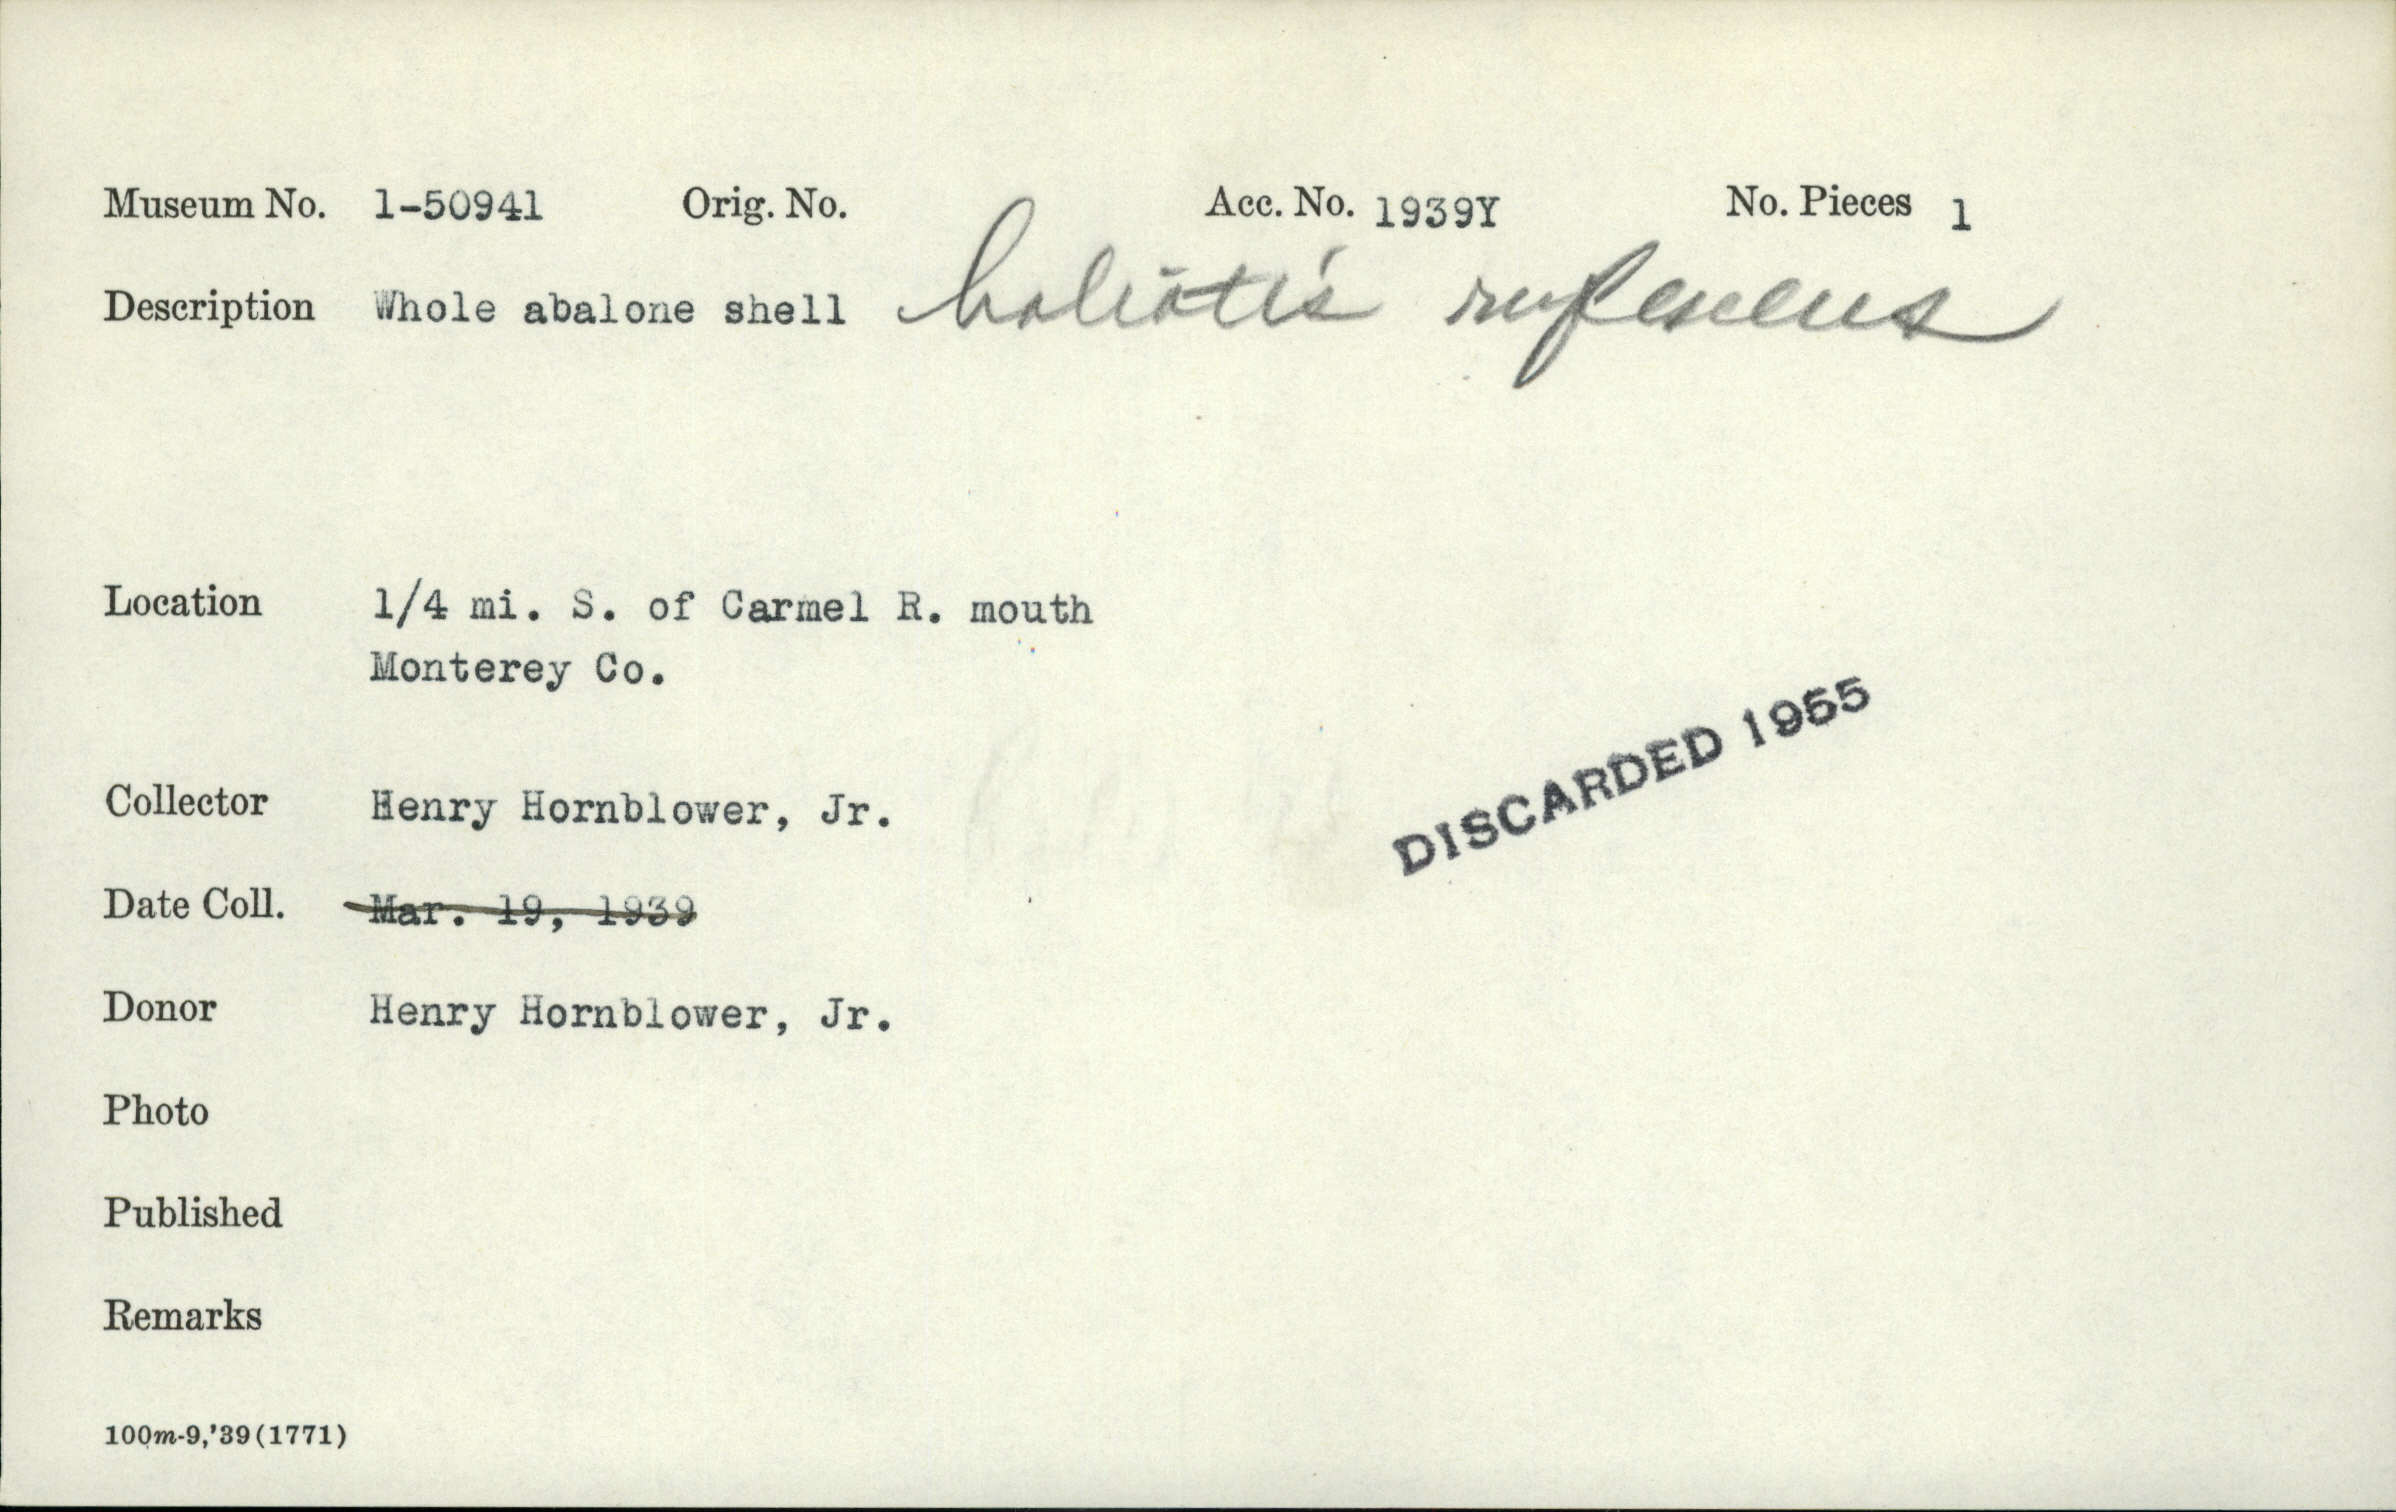 Museum No. 1-50941 Orig. No. Acc. No. 1939Y No. Pieces 1
Description Whole abalone shell haliotis rufescens
Location 1/4 mi. S. of Carmel R. mouth
Monterey Co.
DISCARDED 1955
Collector Henry Hornblower, Jr.
Date Coll. Mar. 19, 1939
Donor Henry Hornblower, Jr.
Photo
Published
Remarks
100m-9,'39(1771)